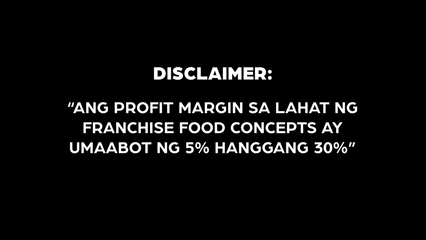 DISCLAIMER:
“ANG PROFIT MARGIN SA LAHAT NG
FRANCHISE FOOD CONCEPTS AY
UMAABOT NG 5% HANGGANG 30%”